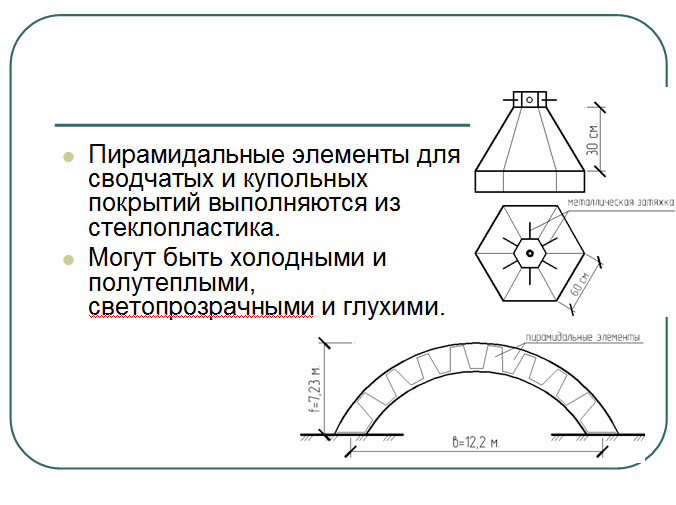 Пирамидальные элементы для
сводчатых и купольных
покрытий выполняются из
стеклопластика.
Могут быть холодными и
полутеплыми,
светопрозрачными и глухими.
30 см.
металлическая затяжка
60 см
пирамидальные элементы
f=7,23 м.
в=12,2 м.